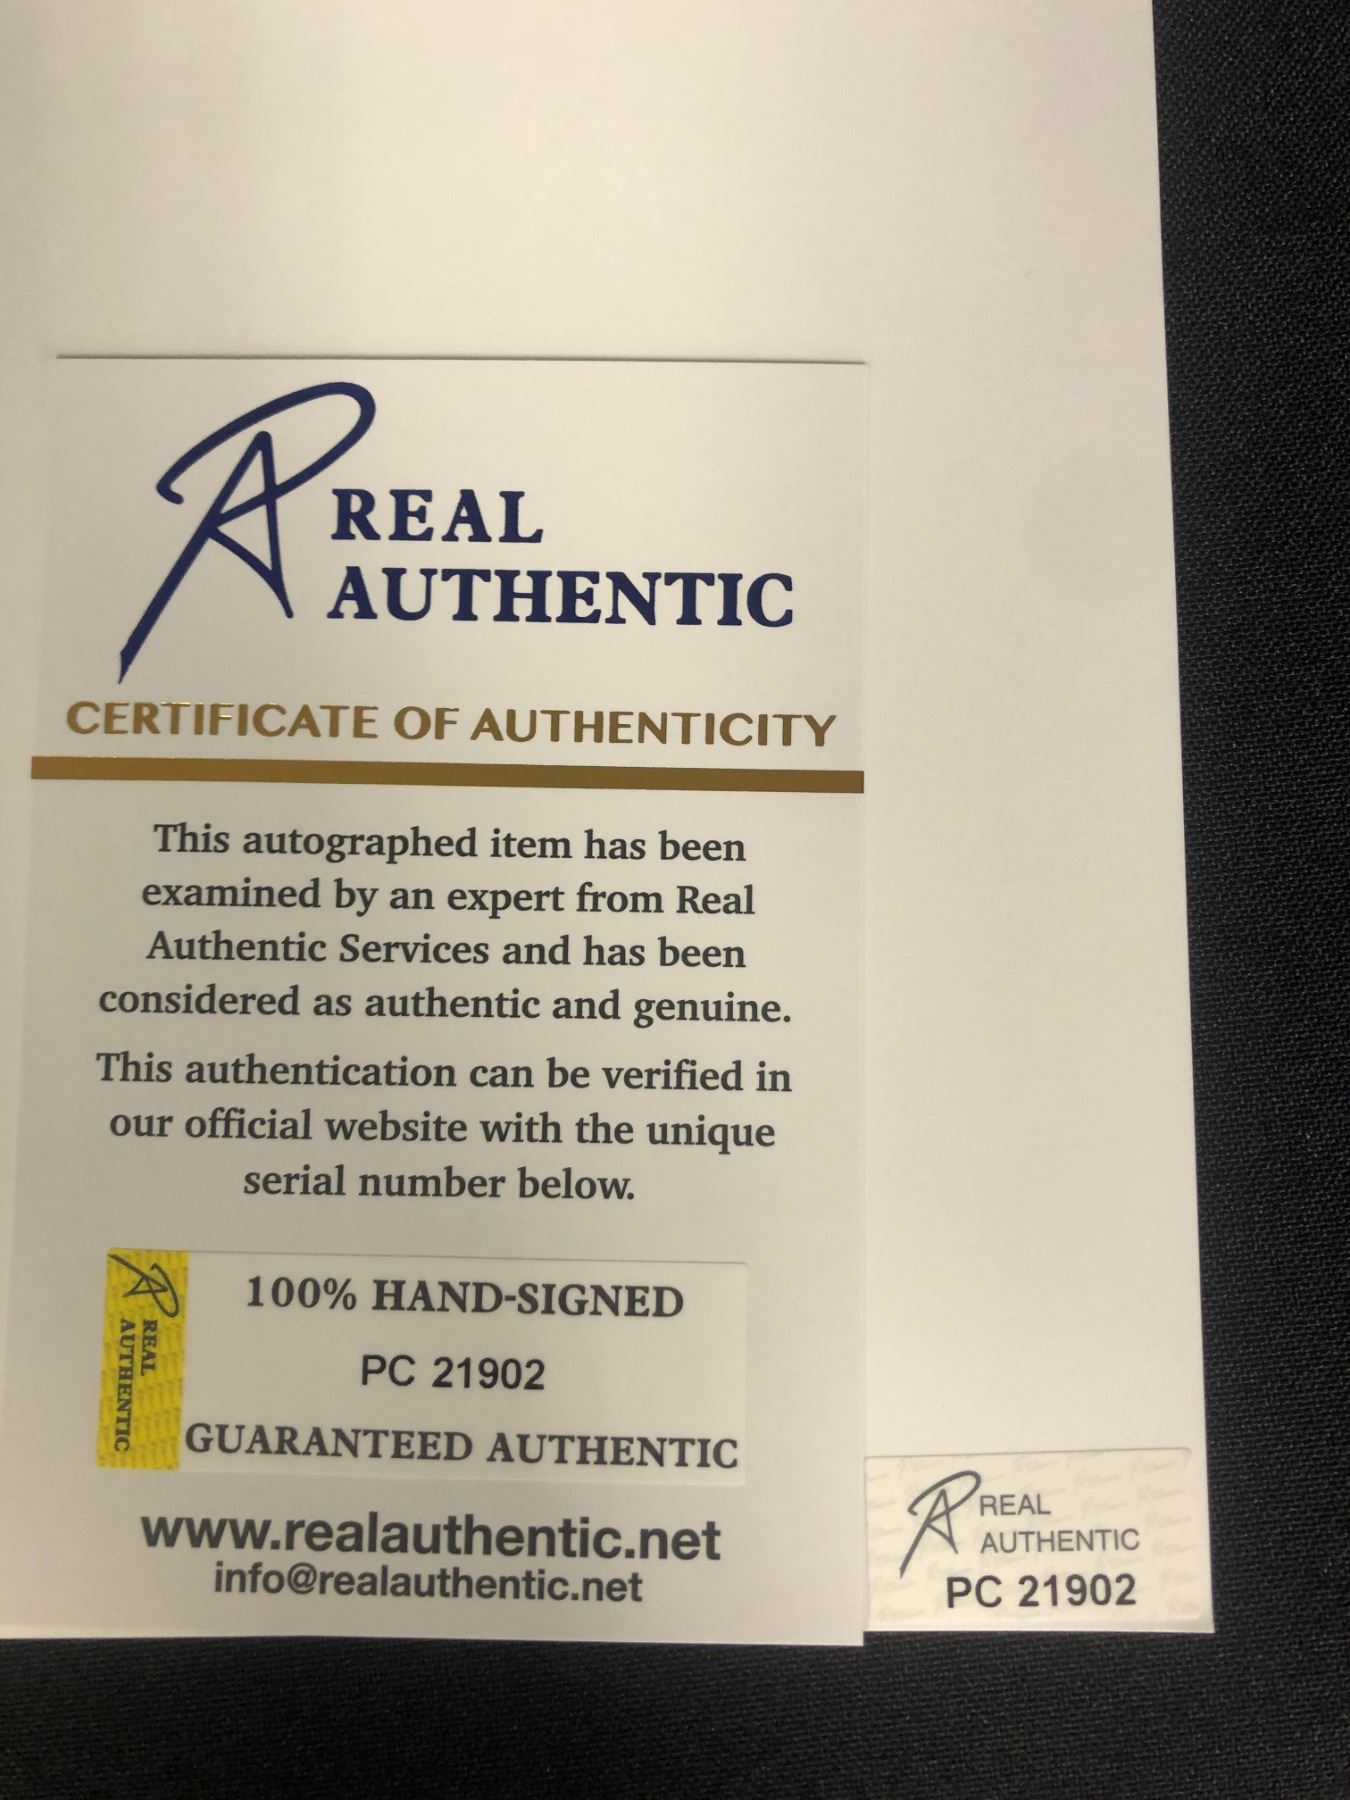 REAL
AUTHENTIC
CERTIFICATE OF AUTHENTICITY
This autographed item has been
examined by an expert from Real
Authentic Services and has been
considered as authentic and genuine.
This authentication can be verified in
our official website with the unique
serial number below.
REAL
AUTHENTIC
100% HAND-SIGNED
PC 21902
GUARANTEED AUTHENTIC
www.realauthentic.net
info@realauthentic.net
REAL
AUTHENTIC
PC 21902